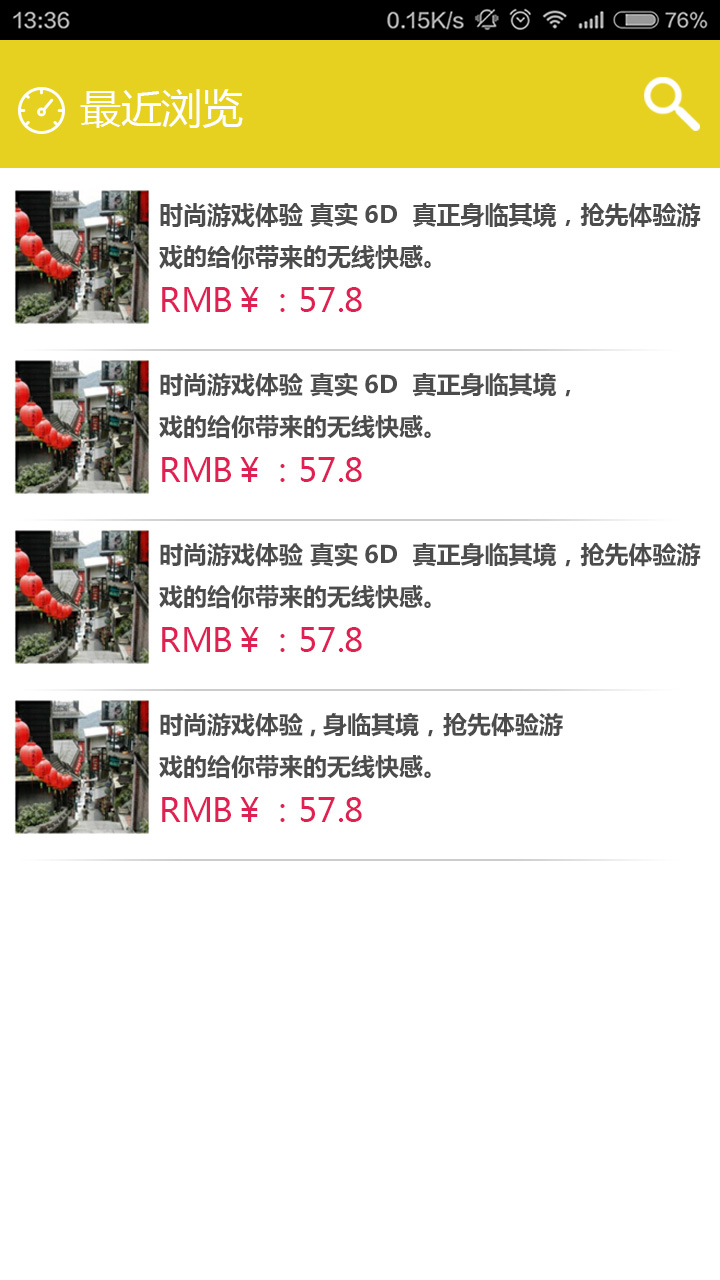 13:36 0.15K/s 76%
最近浏览
时尚游戏体验 真实 6D 真正身临其境，抢先体验游
戏的给你带来的无线快感。
RMB￥：57.8
时尚游戏体验 真实 6D 真正身临其境，
戏的给你带来的无线快感。
RMB￥：57.8
时尚游戏体验 真实 6D 真正身临其境，抢先体验游
戏的给你带来的无线快感。
RMB￥：57.8
时尚游戏体验 , 身临其境，抢先体验游
戏的给你带来的无线快感。
RMB￥：57.8